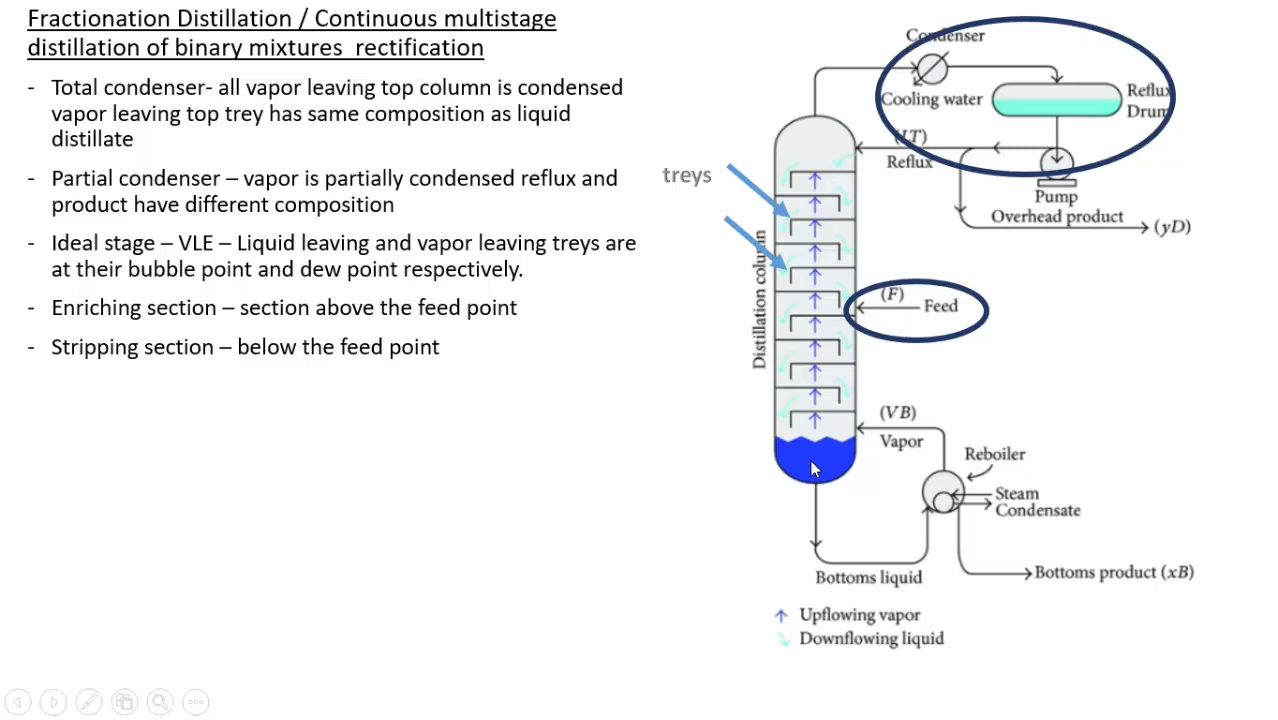 Fractionation Distillation / Continuous multistage
distillation of binary mixtures  rectification
- Total condenser- all vapor leaving top column is condensed
vapor leaving top trey has same composition as liquid
distillate
- Partial condenser – vapor is partially condensed reflux and
product have different composition
- Ideal stage – VLE – Liquid leaving and vapor leaving treys are
at their bubble point and dew point respectively.
- Enriching section – section above the feed point
- Stripping section – below the feed point
Condenser
Cooling water
Reflux
Drum
(LT)
Reflux
Pump
Overhead product
(yD)
treys
Distillation column
(F)
Feed
(VB)
Vapor
Reboiler
Steam
Condensate
Bottoms liquid
Bottoms product (xB)
Upflowing vapor
Downflowing liquid